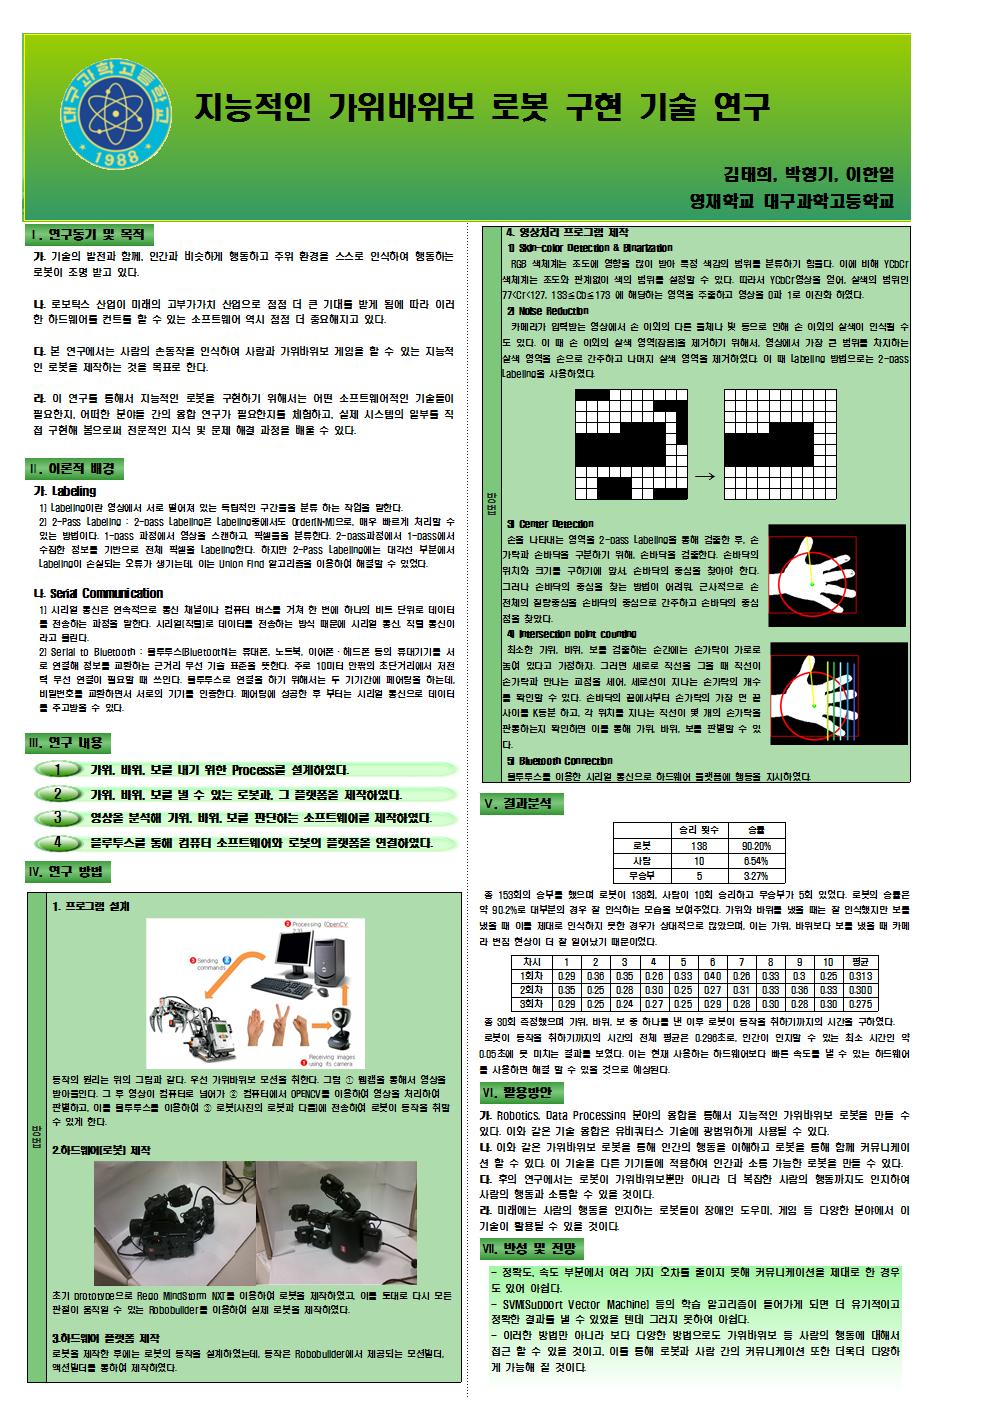 대구과학고등학교
1988
지능적인 가위바위보 로봇 구현 기술 연구
김태희, 박형기, 이한일
영재학교 대구과학고등학교
Ⅰ. 연구동기 및 목적
가. 기술의 발전과 함께, 인간과 비슷하게 행동하고 주위 환경을 스스로 인식하여 행동하는
로봇이 조명 받고 있다.
나. 로보틱스 산업이 미래의 고부가가치 산업으로 점점 더 큰 기대를 받게 됨에 따라 이러
한 하드웨어를 컨트롤 할 수 있는 소프트웨어 역시 점점 더 중요해지고 있다.
다. 본 연구에서는 사람의 손동작을 인식하여 사람과 가위바위보 게임을 할 수 있는 지능적
인 로봇을 제작하는 것을 목표로 한다.
라. 이 연구를 통해서 지능적인 로봇을 구현하기 위해서는 어떤 소프트웨어적인 기술들이
필요한지, 어떠한 분야들 간의 융합 연구가 필요한지를 체험하고, 실제 시스템의 일부를 직
접 구현해 봄으로써 전문적인 지식 및 문제 해결 과정을 배울 수 있다.
Ⅱ. 이론적 배경
가. Labeling
1) Labeling이란 영상에서 서로 떨어져 있는 독립적인 구간들을 분류 하는 작업을 말한다.
2) 2-Pass Labeling : 2-pass Labeling은 Labeling중에서도 Order(N*M)으로, 매우 빠르게 처리할 수
있는 방법이다. 1-pass 과정에서 영상을 스캔하고, 픽셀들을 분류한다. 2-pass과정에서 1-pass에서
수집한 정보를 기반으로 전체 픽셀을 Labeling한다. 하지만 2-Pass Labeling에는 대각선 부분에서
Labeling이 손실되는 오류가 생기는데, 이는 Union Find 알고리즘을 이용하여 해결할 수 있었다.
나. Serial Communication
1) 시리얼 통신은 연속적으로 통신 채널이나 컴퓨터 버스를 거쳐 한 번에 하나의 비트 단위로 데이터
를 전송하는 과정을 말한다. 시리얼(직렬)로 데이터를 전송하는 방식 때문에 시리얼 통신, 직렬 통신이
라고 불린다.
2) Serial to Bluetooth : 블루투스(Bluetooth)는 휴대폰, 노트북, 이어폰·헤드폰 등의 휴대기기를 서
로 연결해 정보를 교환하는 근거리 무선 기술 표준을 뜻한다. 주로 10미터 안팎의 초단거리에서 저전
력 무선 연결이 필요할 때 쓰인다. 블루투스로 연결을 하기 위해서는 두 기기간에 페어링을 하는데,
비밀번호를 교환하면서 서로의 기기를 인증한다. 페어링에 성공한 후 부터는 시리얼 통신으로 데이터
를 주고받을 수 있다.
Ⅲ. 연구 내용
1 가위, 바위, 보를 내기 위한 Process를 설계하였다.
2 가위, 바위, 보를 낼 수 있는 로봇과, 그 플랫폼을 제작하였다.
3 영상을 분석해 가위, 바위, 보를 판단하는 소프트웨어를 제작하였다.
4 블루투스를 통해 컴퓨터 소프트웨어와 로봇의 플랫폼을 연결하였다.
Ⅳ. 연구 방법
방법
1. 프로그램 설계
2 Processing (OpenCV
2.1)
3 Sending
commands
1 Receiving images
using its camera
동작의 원리는 위의 그림과 같다. 우선 가위바위보 모션을 취한다. 그럼 ① 웹캠을 통해서 영상을
받아들인다. 그 후 영상이 컴퓨터로 넘어가 ② 컴퓨터에서 OPENCV를 이용하여 영상을 처리하여
판별하고, 이를 블루투스를 이용하여 ③ 로봇(사진의 로봇과 다름)에 전송하여 로봇이 동작을 취할
수 있게 한다.
2.하드웨어(로봇) 제작
초기 prototype으로 Rego MindStorm NXT를 이용하여 로봇을 제작하였고, 이를 토대로 다시 모든
관절이 움직일 수 있는 Robobuilder를 이용하여 실제 로봇을 제작하였다.
3.하드웨어 플랫폼 제작
로봇을 제작한 후에는 로봇의 동작을 설계하였는데, 동작은 Robobuilder에서 제공되는 모션빌더,
액션빌더를 통하여 제작하였다.
방법
4. 영상처리 프로그램 제작
1) Skin-color Detection & Binarization
RGB 색체계는 조도에 영향을 많이 받아 특정 색감의 범위를 분류하기 힘들다. 이에 비해 YCbCr
색체계는 조도와 관계없이 색의 범위를 설정할 수 있다. 따라서 YCbCr영상을 얻어, 살색의 범위인
77<Cr<127, 133≤Cb≤173 에 해당하는 영역을 추출하고 영상을 0과 1로 이진화 하였다.
2) Noise Reduction
카메라가 입력받는 영상에서 손 이외의 다른 물체나 빛 등으로 인해 손 이외의 살색이 인식될 수
도 있다. 이 때 손 이외의 살색 영역(잡음)을 제거하기 위해서, 영상에서 가장 큰 범위를 차지하는
살색 영역을 손으로 간주하고 나머지 살색 영역을 제거하였다. 이 때 labeling 방법으로는 2-pass
Labeling을 사용하였다.
→
3) Center Detection
손을 나타내는 영역을 2-pass Labeling을 통해 검출한 후, 손
가락과 손바닥을 구분하기 위해, 손바닥을 검출한다. 손바닥의
위치와 크기를 구하기에 앞서, 손바닥의 중심을 찾아야 한다.
그러나 손바닥의 중심을 찾는 방법이 어려워, 근사적으로 손
전체의 질량중심을 손바닥의 중심으로 간주하고 손바닥의 중심
점을 찾았다.
4) Intersection point counting
최소한 가위, 바위, 보를 검출하는 순간에는 손가락이 가로로
놓여 있다고 가정하자. 그러면 세로로 직선을 그을 때 직선이
손가락과 만나는 교점을 세어, 세로선이 지나는 손가락의 개수
를 확인할 수 있다. 손바닥의 끝에서부터 손가락의 가장 먼 끝
사이를 K등분 하고, 각 위치를 지나는 직선이 몇 개의 손가락을
관통하는지 확인하면 이를 통해 가위, 바위, 보를 판별할 수 있
다.
5) Bluetooth Connection
블루투스를 이용한 시리얼 통신으로 하드웨어 플랫폼에 행동을 지시하였다.
Ⅴ. 결과분석
승리 횟수 승률
로봇 138 90.20%
사람 10 6.54%
무승부 5 3.27%
총 153회의 승부를 했으며 로봇이 138회, 사람이 10회 승리하고 무승부가 5회 있었다. 로봇의 승률은
약 90.2%로 대부분의 경우 잘 인식하는 모습을 보여주었다. 가위와 바위를 냈을 때는 잘 인식했지만 보를
냈을 때 이를 제대로 인식하지 못한 경우가 상대적으로 많았으며, 이는 가위, 바위보다 보를 냈을 때 카메
라 번짐 현상이 더 잘 일어났기 때문이었다.
차시 1 2 3 4 5 6 7 8 9 10 평균
1회차 0.29 0.36 0.35 0.26 0.33 0.40 0.26 0.33 0.3 0.25 0.313
2회차 0.35 0.25 0.28 0.30 0.25 0.27 0.31 0.33 0.36 0.33 0.300
3회차 0.29 0.25 0.24 0.27 0.25 0.29 0.28 0.30 0.28 0.30 0.275
총 30회 측정했으며 가위, 바위, 보 중 하나를 낸 이후 로봇이 동작을 취하기까지의 시간을 구하였다.
로봇이 동작을 취하기까지의 시간의 전체 평균은 0.296초로, 인간이 인지할 수 있는 최소 시간인 약
0.05초에 못 미치는 결과를 보였다. 이는 현재 사용하는 하드웨어보다 빠른 속도를 낼 수 있는 하드웨어
를 사용하면 해결 할 수 있을 것으로 예상된다.
Ⅵ. 활용방안
가. Robotics, Data Processing 분야의 융합을 통해서 지능적인 가위바위보 로봇을 만들 수
있다. 이와 같은 기술 융합은 유비쿼터스 기술에 광범위하게 사용될 수 있다.
나. 이와 같은 가위바위보 로봇을 통해 인간의 행동을 이해하고 로봇을 통해 함께 커뮤니케이
션 할 수 있다. 이 기술을 다른 기기들에 적용하여 인간과 소통 가능한 로봇을 만들 수 있다.
다. 후의 연구에서는 로봇이 가위바위보뿐만 아니라 더 복잡한 사람의 행동까지도 인지하여
사람의 행동과 소통할 수 있을 것이다.
라. 미래에는 사람의 행동을 인지하는 로봇들이 장애인 도우미, 게임 등 다양한 분야에서 이
기술이 활용될 수 있을 것이다.
Ⅶ. 반성 및 전망
- 정확도, 속도 부분에서 여러 가지 오차를 줄이지 못해 커뮤니케이션을 제대로 한 경우
도 있어 아쉽다.
- SVM(Support Vector Machine) 등의 학습 알고리즘이 들어가게 되면 더 유기적이고
정확한 결과를 낼 수 있었을 텐데 그러지 못하여 아쉽다.
- 이러한 방법만 아니라 보다 다양한 방법으로도 가위바위보 등 사람의 행동에 대해서
접근 할 수 있을 것이고, 이를 통해 로봇과 사람 간의 커뮤니케이션 또한 더욱더 다양하
게 가능해 질 것이다.